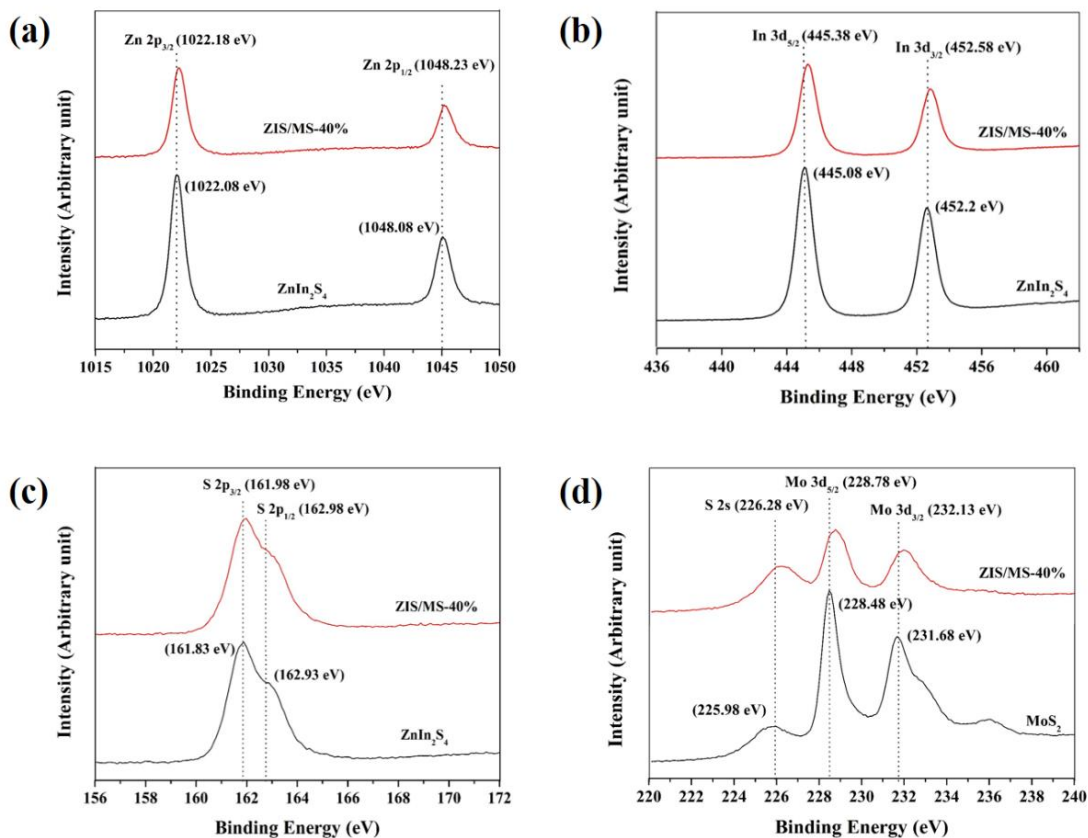 (a)
Zn 2p3/2 (1022.18 eV)
Zn 2p1/2 (1048.23 eV)
ZIS/MS-40%
(1022.08 eV)
(1048.08 eV)
ZnIn2S4
Intensity (Arbitrary unit)
1015 1020 1025 1030 1035 1040 1045 1050
Binding Energy (eV)
(b)
In 3d5/2 (445.38 eV)
In 3d3/2 (452.58 eV)
ZIS/MS-40%
(445.08 eV)
(452.2 eV)
ZnIn2S4
Intensity (Arbitrary unit)
436 440 444 448 452 456 460
Binding Energy (eV)
(c)
S 2p3/2 (161.98 eV)
S 2p1/2 (162.98 eV)
ZIS/MS-40%
(161.83 eV)
(162.93 eV)
ZnIn2S4
Intensity (Arbitrary unit)
156 158 160 162 164 166 168 170 172
Binding Energy (eV)
(d)
Mo 3d5/2 (228.78 eV)
S 2s (226.28 eV)
Mo 3d3/2 (232.13 eV)
ZIS/MS-40%
(228.48 eV)
(231.68 eV)
(225.98 eV)
MoS2
Intensity (Arbitrary unit)
220 222 224 226 228 230 232 234 236 238 240
Binding Energy (eV)